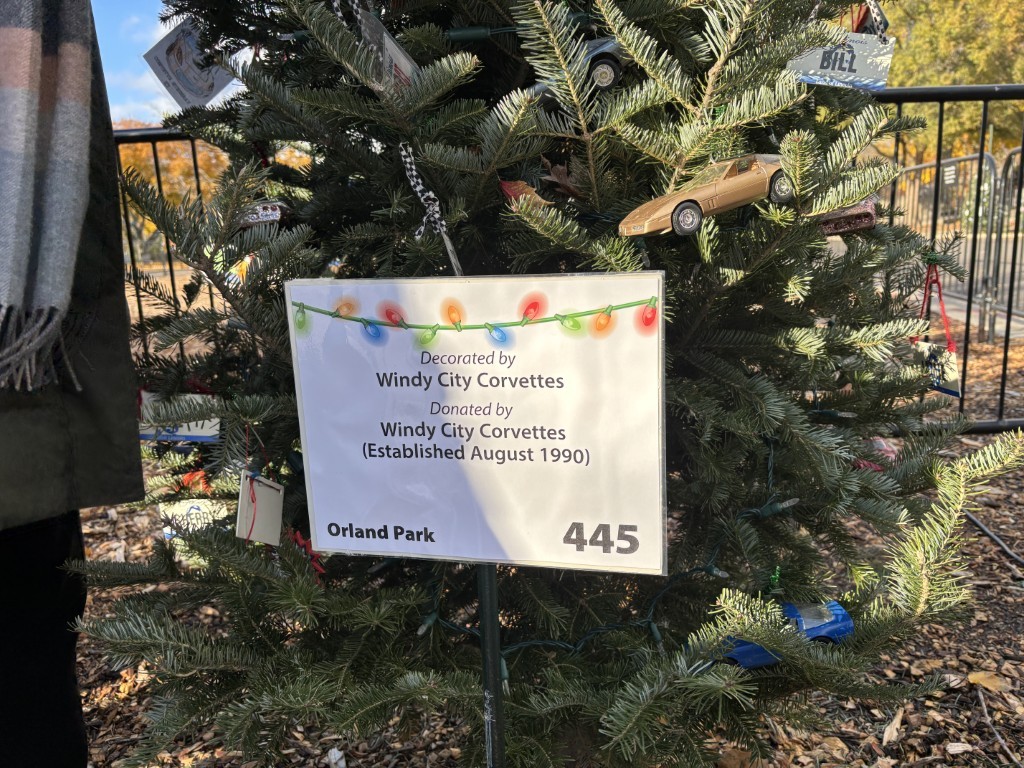 BILL
Decorated by
Windy City Corvettes
Donated by
Windy City Corvettes
(Established August 1990)
Orland Park
445